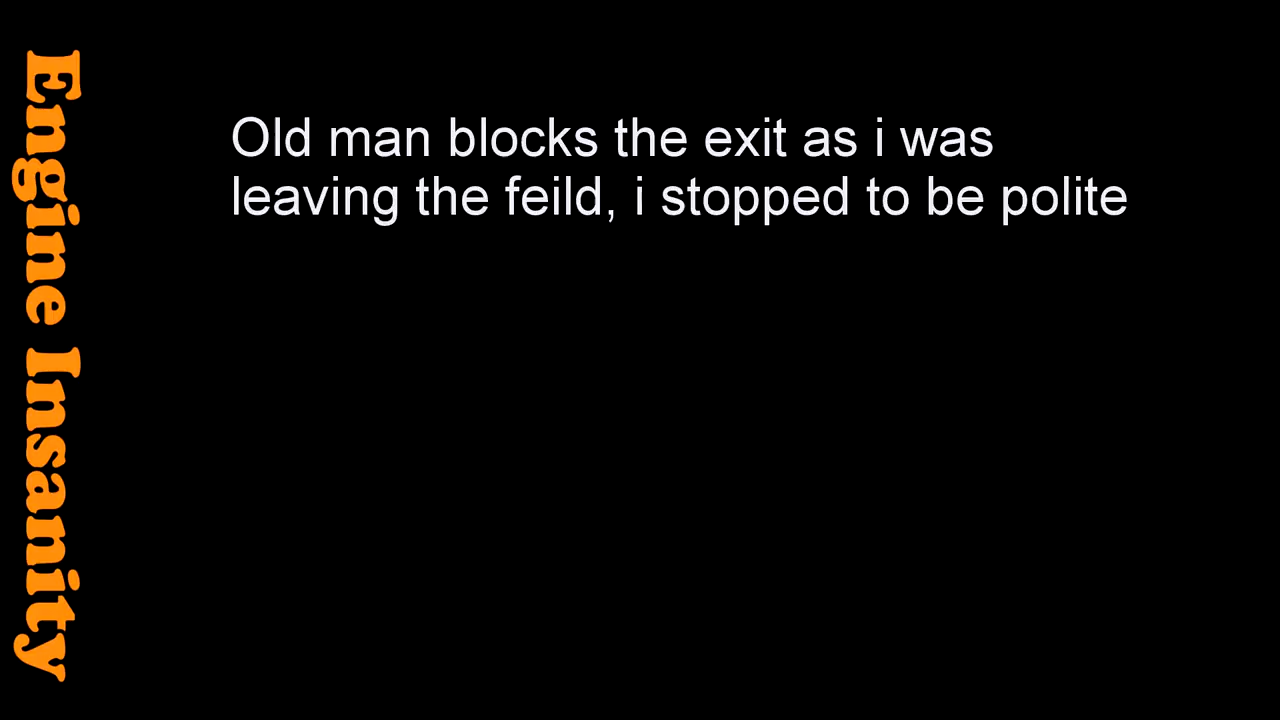 Engine Insanity
Old man blocks the exit as i was
leaving the feild, i stopped to be polite